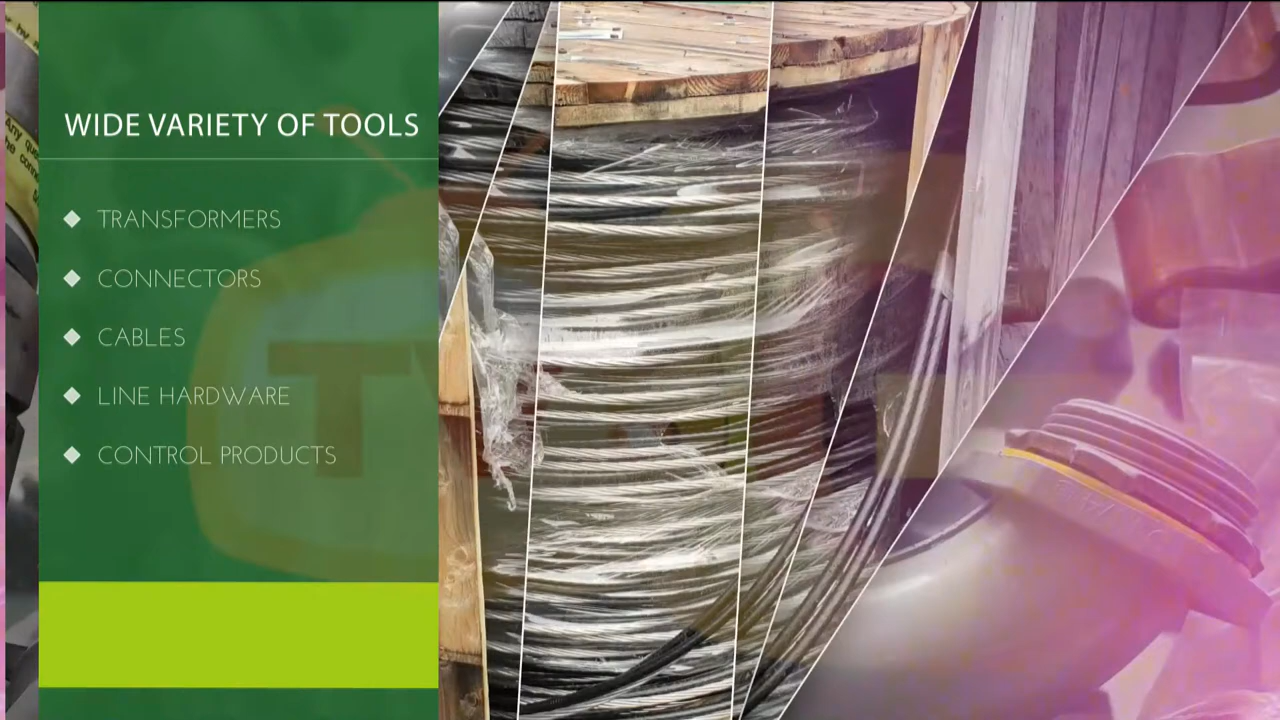 WIDE VARIETY OF TOOLS
TRANSFORMERS
CONNECTORS
CABLES
LINE HARDWARE
CONTROL PRODUCTS